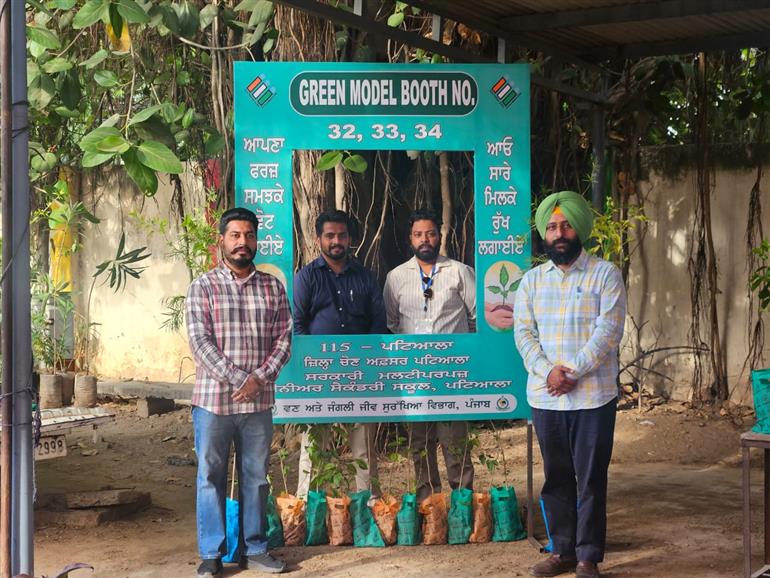 GREEN MODEL BOOTH NO.
32, 33, 34
ਆਪਣਾ
ਫਰਜ਼
ਸਮਝਕੇ
ਗਾਈਏ
ਆਓ
ਸਾਰੇ
ਮਿਲਕੇ
ਰੁੱਖ
ਲਗਾਈਏ
115 - ਪਟਿਆਲਾ
ਜ਼ਿਲ੍ਹਾ ਚੋਣ ਅਫ਼ਸਰ ਪਟਿਆਲਾ
ਸਰਕਾਰੀ ਮਲਟੀਪਰਪਜ਼
ਸੈਕੰਡਰੀ ਸਕੂਲ, ਪਟਿਆਲਾ
ਵਣ ਅਤੇ ਜੰਗਲੀ ਜੀਵ ਸੁਰੱਖਿਆ ਵਿਭਾਗ, ਪੰਜਾਬ
2999